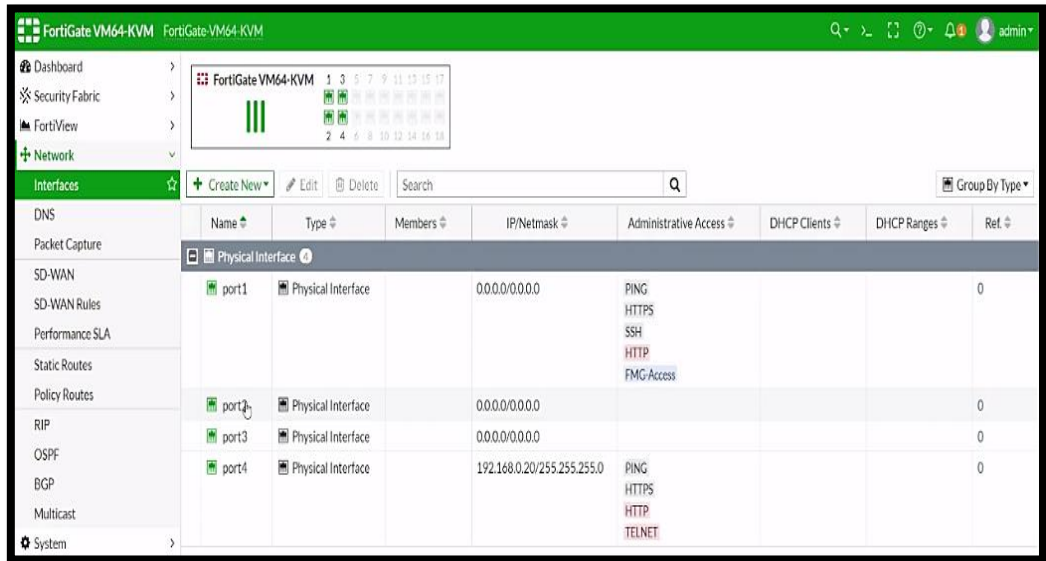 FortiGate VM64-KVM FortiGate-VM64-KVM admin
Dashboard
Security Fabric
FortiView
Network
Interfaces
DNS
Packet Capture
SD-WAN
SD-WAN Rules
Performance SLA
Static Routes
Policy Routes
RIP
OSPF
BGP
Multicast
System
FortiGate VM64-KVM 1 3 5 7 9 11 13 15 17
2 4 6 8 10 12 14 16 18
+ Create New Edit Delete Search Group By Type
Name Type Members IP/Netmask Administrative Access DHCP Clients DHCP Ranges Ref.
Physical Interface 4
port1 Physical Interface 0.0.0.0/0.0.0.0 PING 0
HTTPS
SSH
HTTP
FMG-Access
port2 Physical Interface 0.0.0.0/0.0.0.0 0
port3 Physical Interface 0.0.0.0/0.0.0.0 0
port4 Physical Interface 192.168.0.20/255.255.255.0 PING 0
HTTPS
HTTP
TELNET